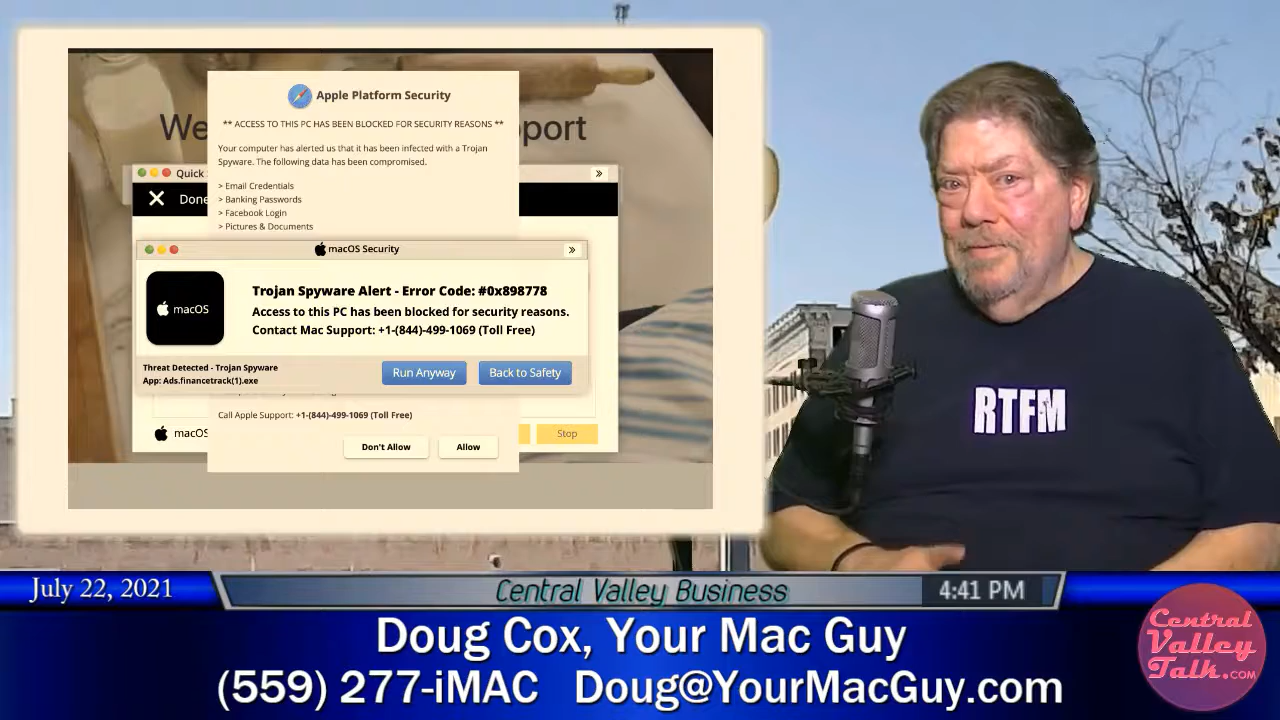 We
port
Apple Platform Security
** ACCESS TO THIS PC HAS BEEN BLOCKED FOR SECURITY REASONS **
Your computer has alerted us that it has been infected with a Trojan
Spyware. The following data has been compromised.
> Email Credentials
> Banking Passwords
> Facebook Login
> Pictures & Documents
Quick
»
Done
macOS Security
»
macOS
Trojan Spyware Alert - Error Code: #0x898778
Access to this PC has been blocked for security reasons.
Contact Mac Support: +1-(844)-499-1069 (Toll Free)
Threat Detected - Trojan Spyware
App: Ads.financetrack(1).exe
Run Anyway
Back to Safety
Call Apple Support: +1-(844)-499-1069 (Toll Free)
macOS
Stop
Don't Allow
Allow
RTFM
July 22, 2021
Central Valley Business
4:41 PM
Doug Cox, Your Mac Guy
(559) 277-iMAC Doug@YourMacGuy.com
Central
Valley
Talk.COM